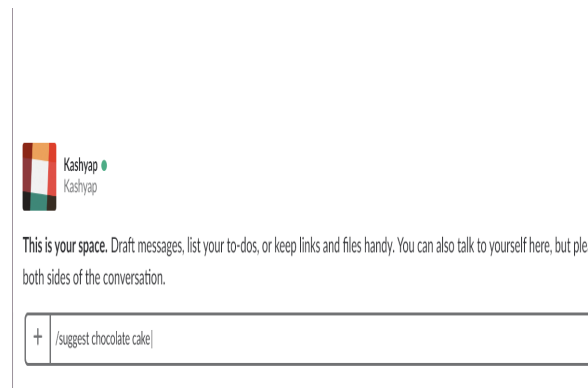 Kashyap
Kashyap
This is your space. Draft messages, list your to-dos, or keep links and files handy. You can also talk to yourself here, but
both sides of the conversation.
+ /suggest chocolate cake